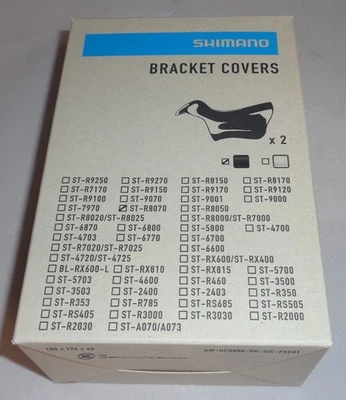 SHIMANO
BRACKET COVERS
x 2
ST-R9250 ST-R9270 ST-R8150 ST-R8170
ST-R7170 ST-R9150 ST-R9170 ST-R9120
ST-R9100 ST-9070 ST-9001 ST-9000
ST-7970 ST-R8070 ST-R8050
ST-R8020/ST-R8025 ST-R8000/ST-R7000
ST-6870 ST-6800 ST-5800 ST-4700
ST-4703 ST-6770 ST-6700
ST-R7020/ST-R7025 ST-6600
ST-4720/ST-4725 ST-RX600/ST-RX400
BL-RX600-L ST-RX810 ST-RX815 ST-5700
ST-5703 ST-4600 ST-R460 ST-3500
ST-3503 ST-2400 ST-2403 ST-R350
ST-R353 ST-R785 ST-RS685 ST-RS505
ST-RS405 ST-R3000 ST-R3030 ST-R2000
ST-R2030 ST-A070/A073